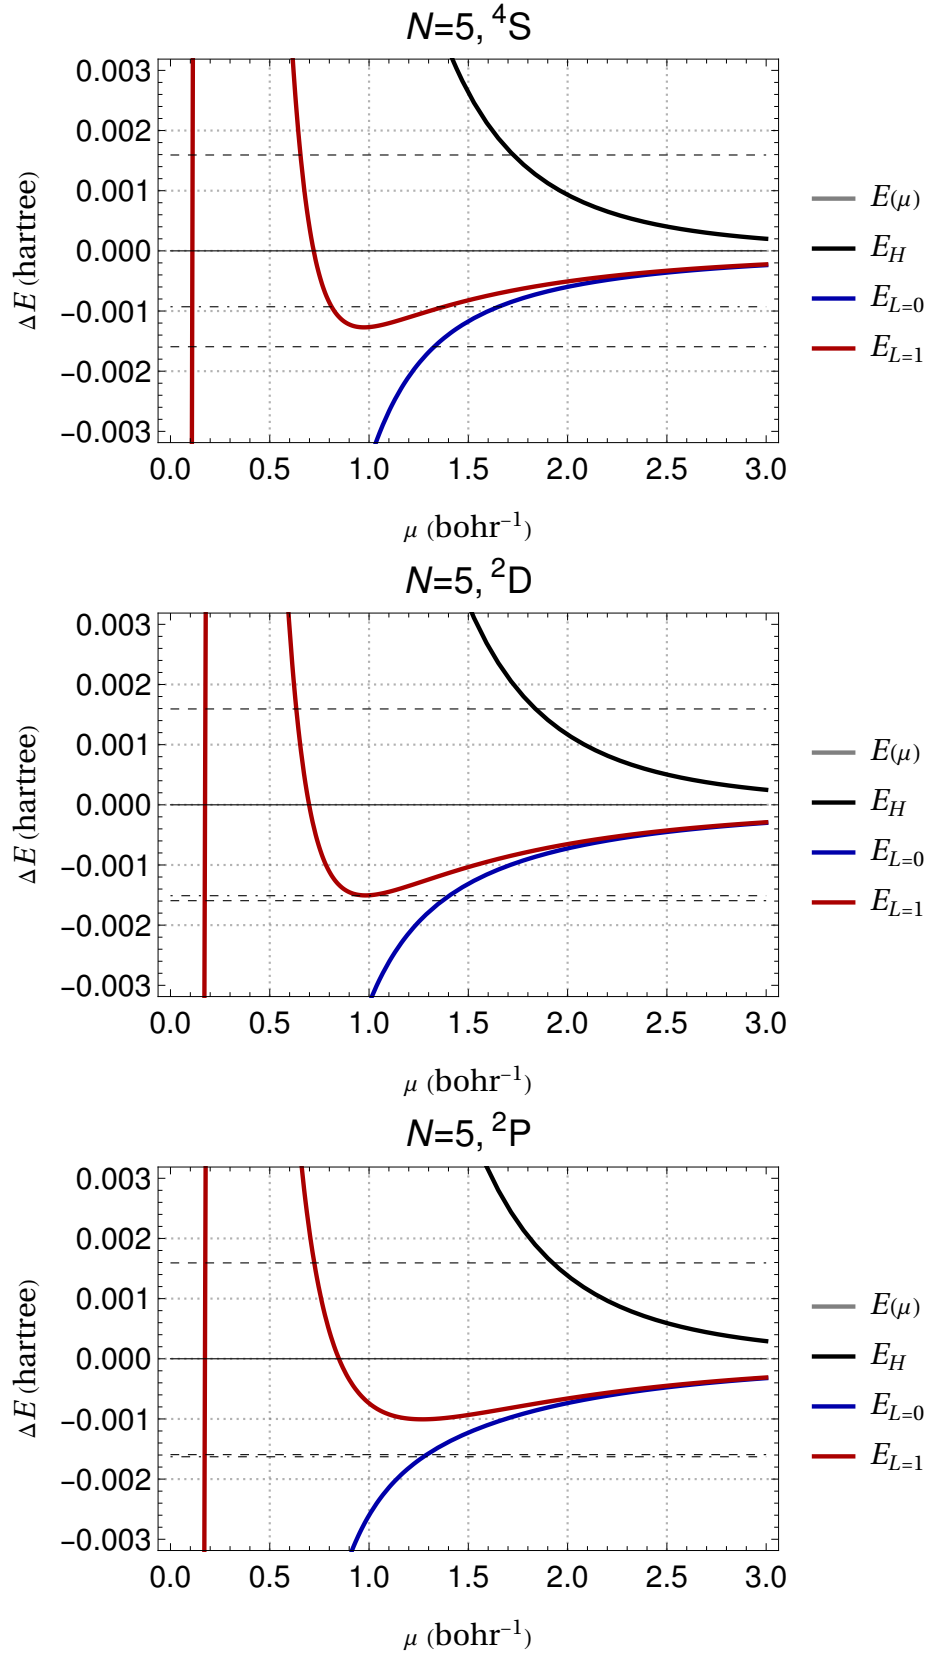 N=5, ⁴S
0.003
0.002
0.001
0.000
−0.001
−0.002
−0.003
ΔE (hartree)
0.0 0.5 1.0 1.5 2.0 2.5 3.0
μ (bohr⁻¹)
E(μ)
E_H
E_{L=0}
E_{L=1}
N=5, ²D
0.003
0.002
0.001
0.000
−0.001
−0.002
−0.003
ΔE (hartree)
0.0 0.5 1.0 1.5 2.0 2.5 3.0
μ (bohr⁻¹)
E(μ)
E_H
E_{L=0}
E_{L=1}
N=5, ²P
0.003
0.002
0.001
0.000
−0.001
−0.002
−0.003
ΔE (hartree)
0.0 0.5 1.0 1.5 2.0 2.5 3.0
μ (bohr⁻¹)
E(μ)
E_H
E_{L=0}
E_{L=1}